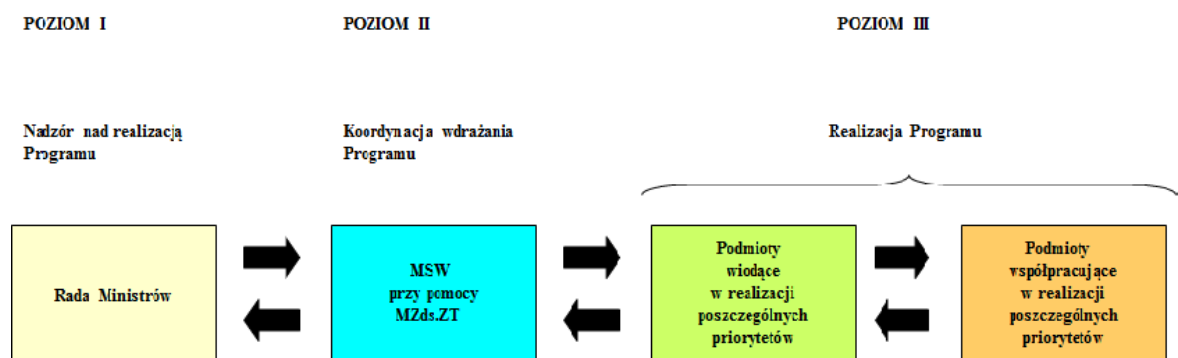 POZIOM I
POZIOM II
POZIOM III
Nadzór nad realizacją
Programu
Koordynacja wdrażania
Programu
Realizacja Programu
Rada Ministrów
MSW
przy pomocy
MZds.ZT
Podmioty
wiodące
w realizacji
poszczególnych
priorytetów
Podmioty
współpracujące
w realizacji
poszczególnych
priorytetów